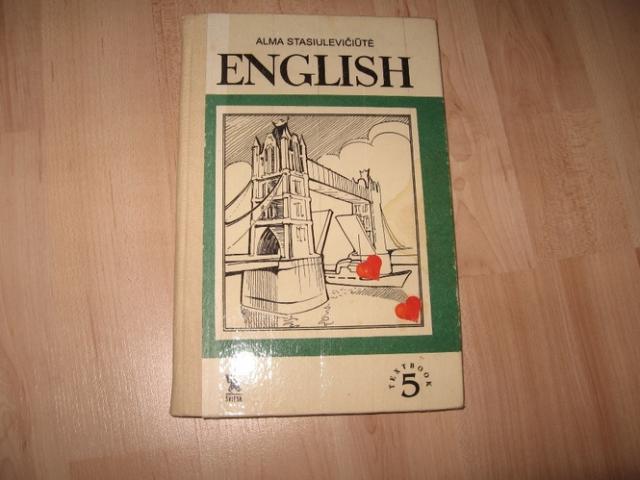 ALMA STASIULEVIČIŪTĖ
ENGLISH
TEXTBOOK
5
ŠVIESA